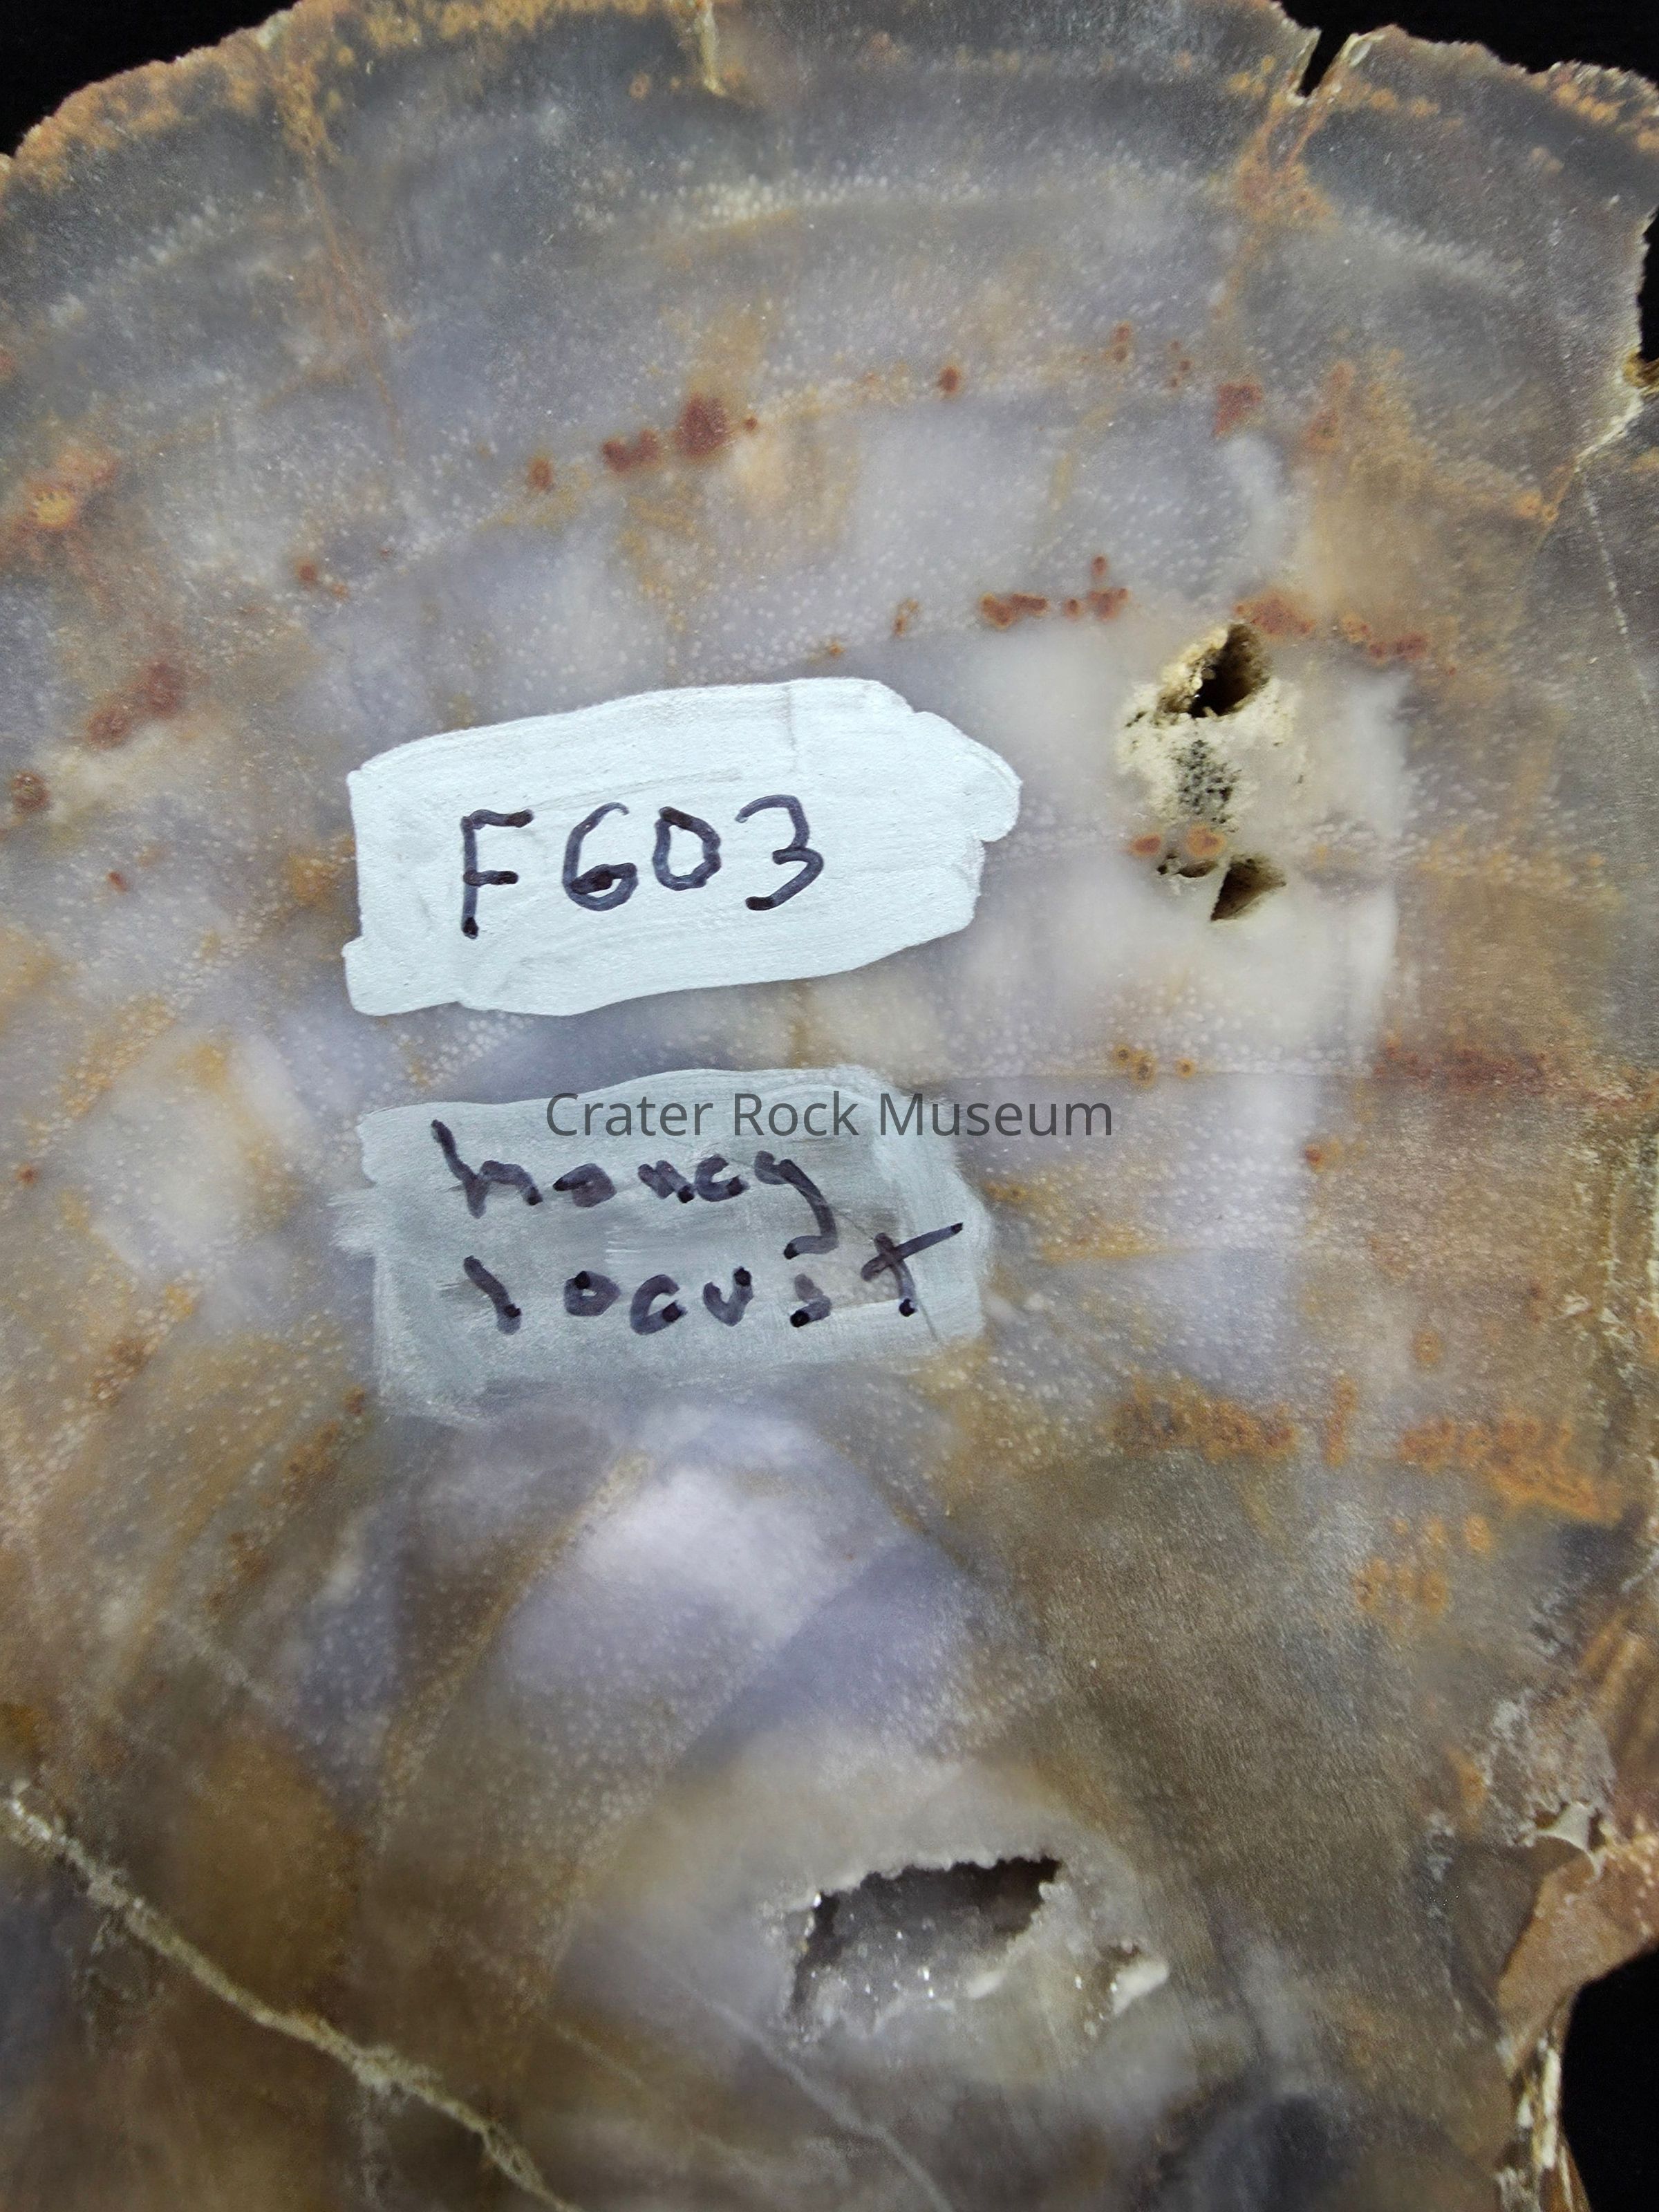 F603
Crater Rock Museum
honey
locust